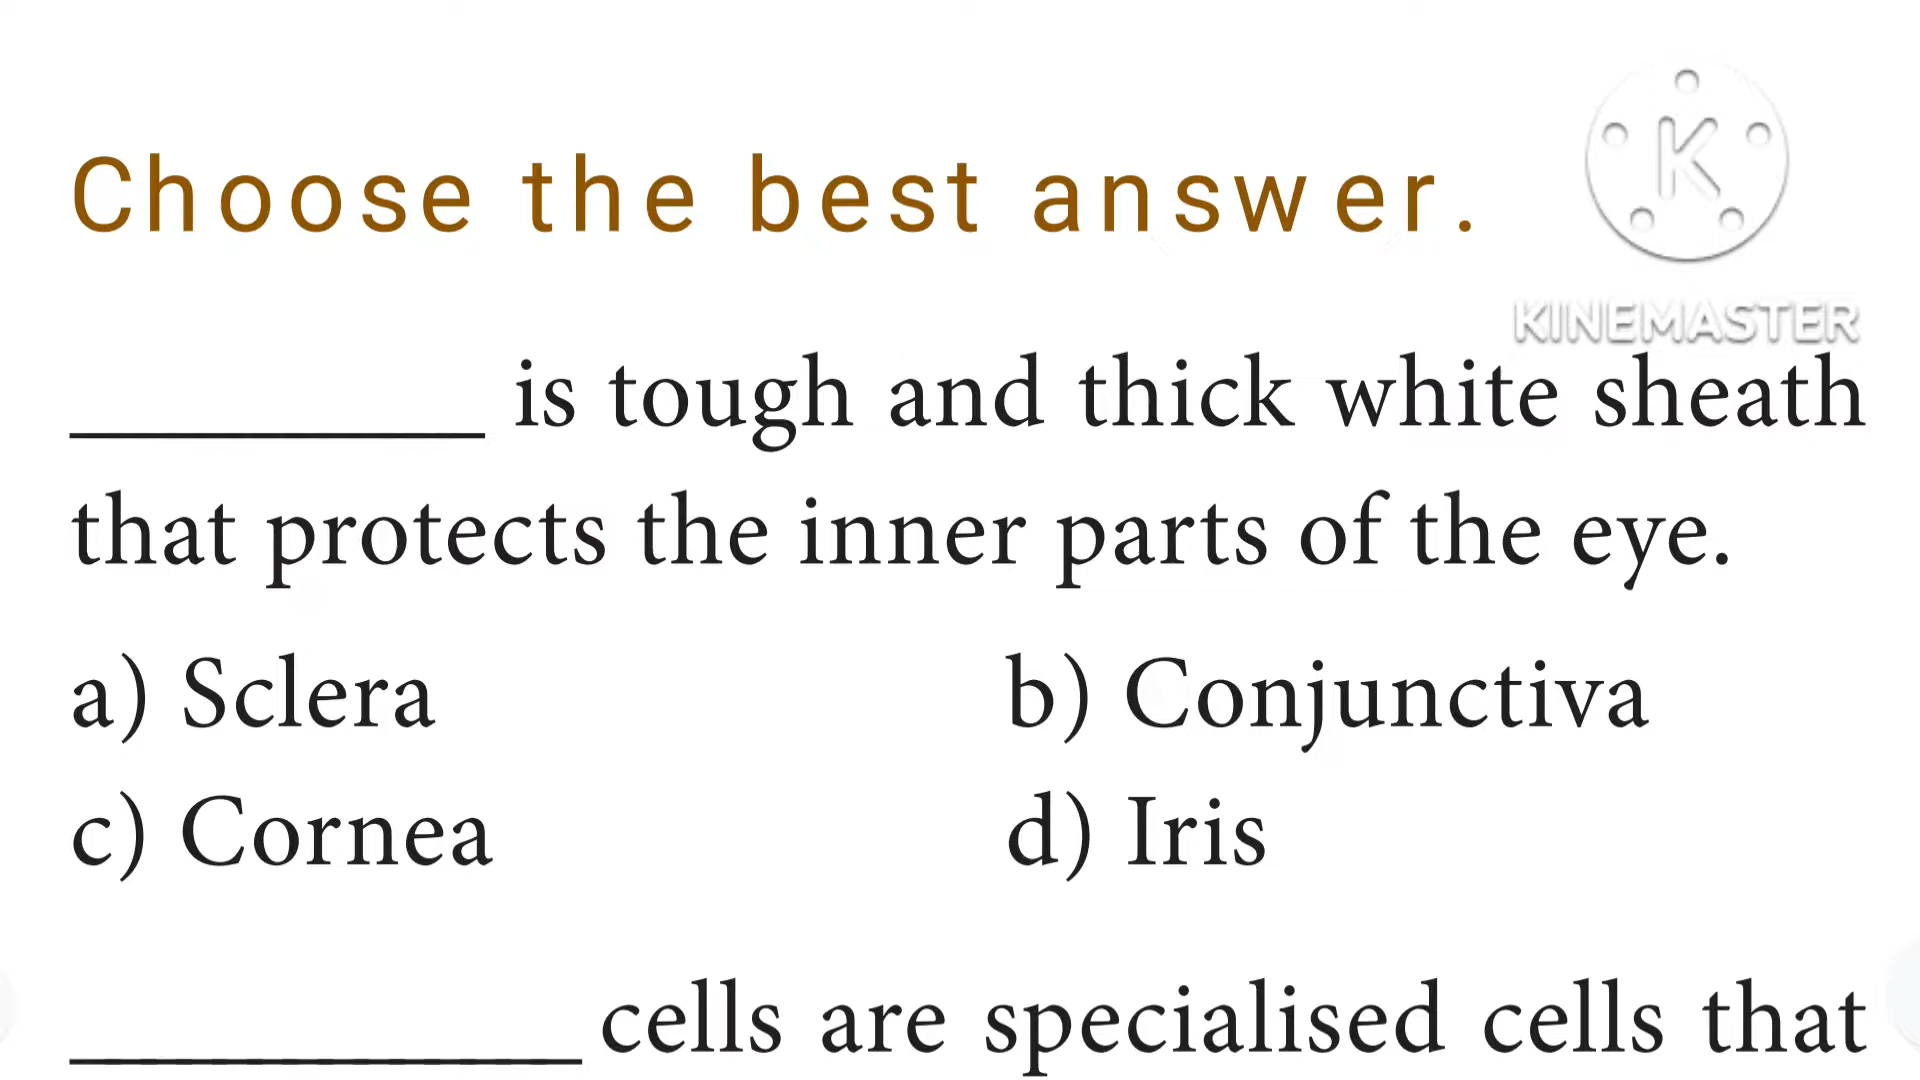 Choose the best answer.
K
KINEMASTER
__________ is tough and thick white sheath
that protects the inner parts of the eye.
a) Sclera b) Conjunctiva
c) Cornea d) Iris
____________ cells are specialised cells that